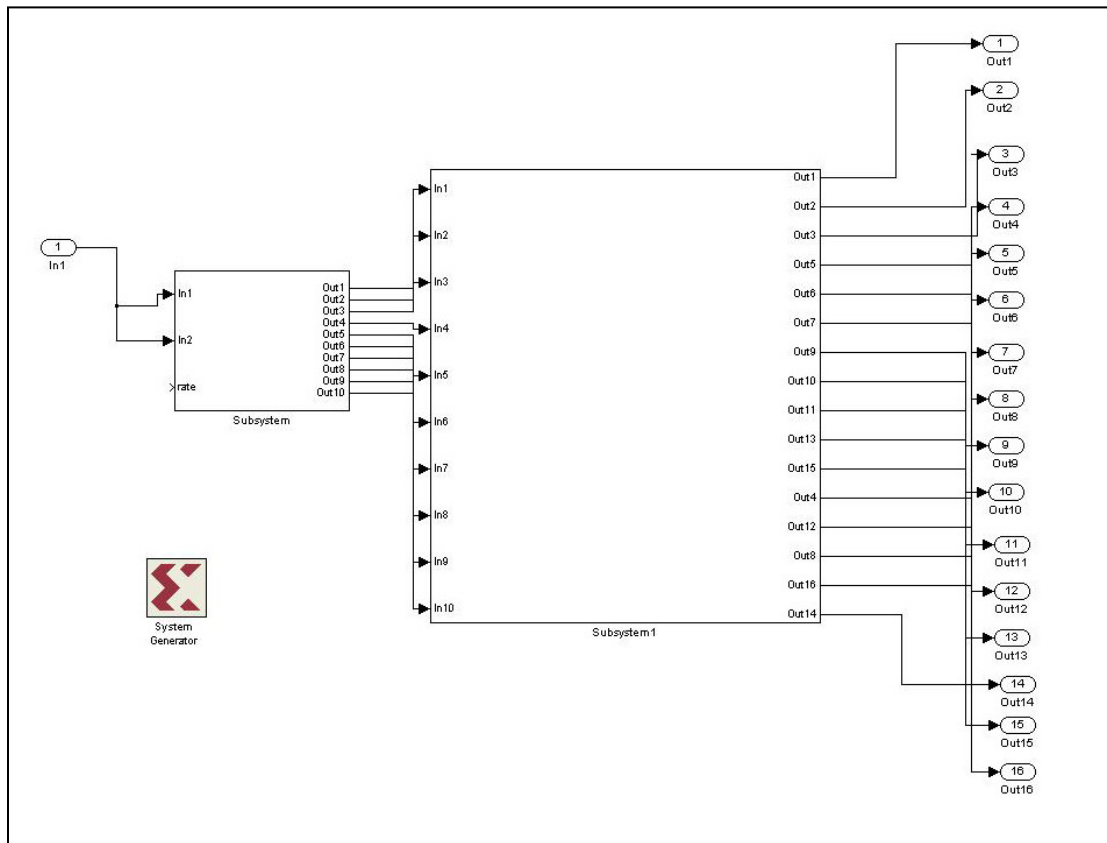 1
In1
In1
In2
rate
Out1
Out2
Out3
Out4
Out5
Out6
Out7
Out8
Out9
Out10
Subsystem
System
Generator
In1
In2
In3
In4
In5
In6
In7
In8
In9
In10
Out1
Out2
Out3
Out5
Out6
Out7
Out9
Out10
Out11
Out13
Out15
Out4
Out12
Out8
Out16
Out14
Subsystem1
1
Out1
2
Out2
3
Out3
4
Out4
5
Out5
6
Out6
7
Out7
8
Out8
9
Out9
10
Out10
11
Out11
12
Out12
13
Out13
14
Out14
15
Out15
16
Out16